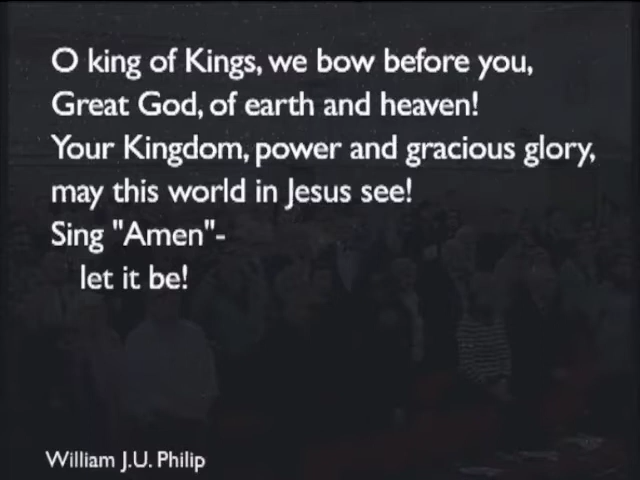 O king of Kings, we bow before you,
Great God, of earth and heaven!
Your Kingdom, power and gracious glory,
may this world in Jesus see!
Sing "Amen"-
let it be!
William J.U. Philip